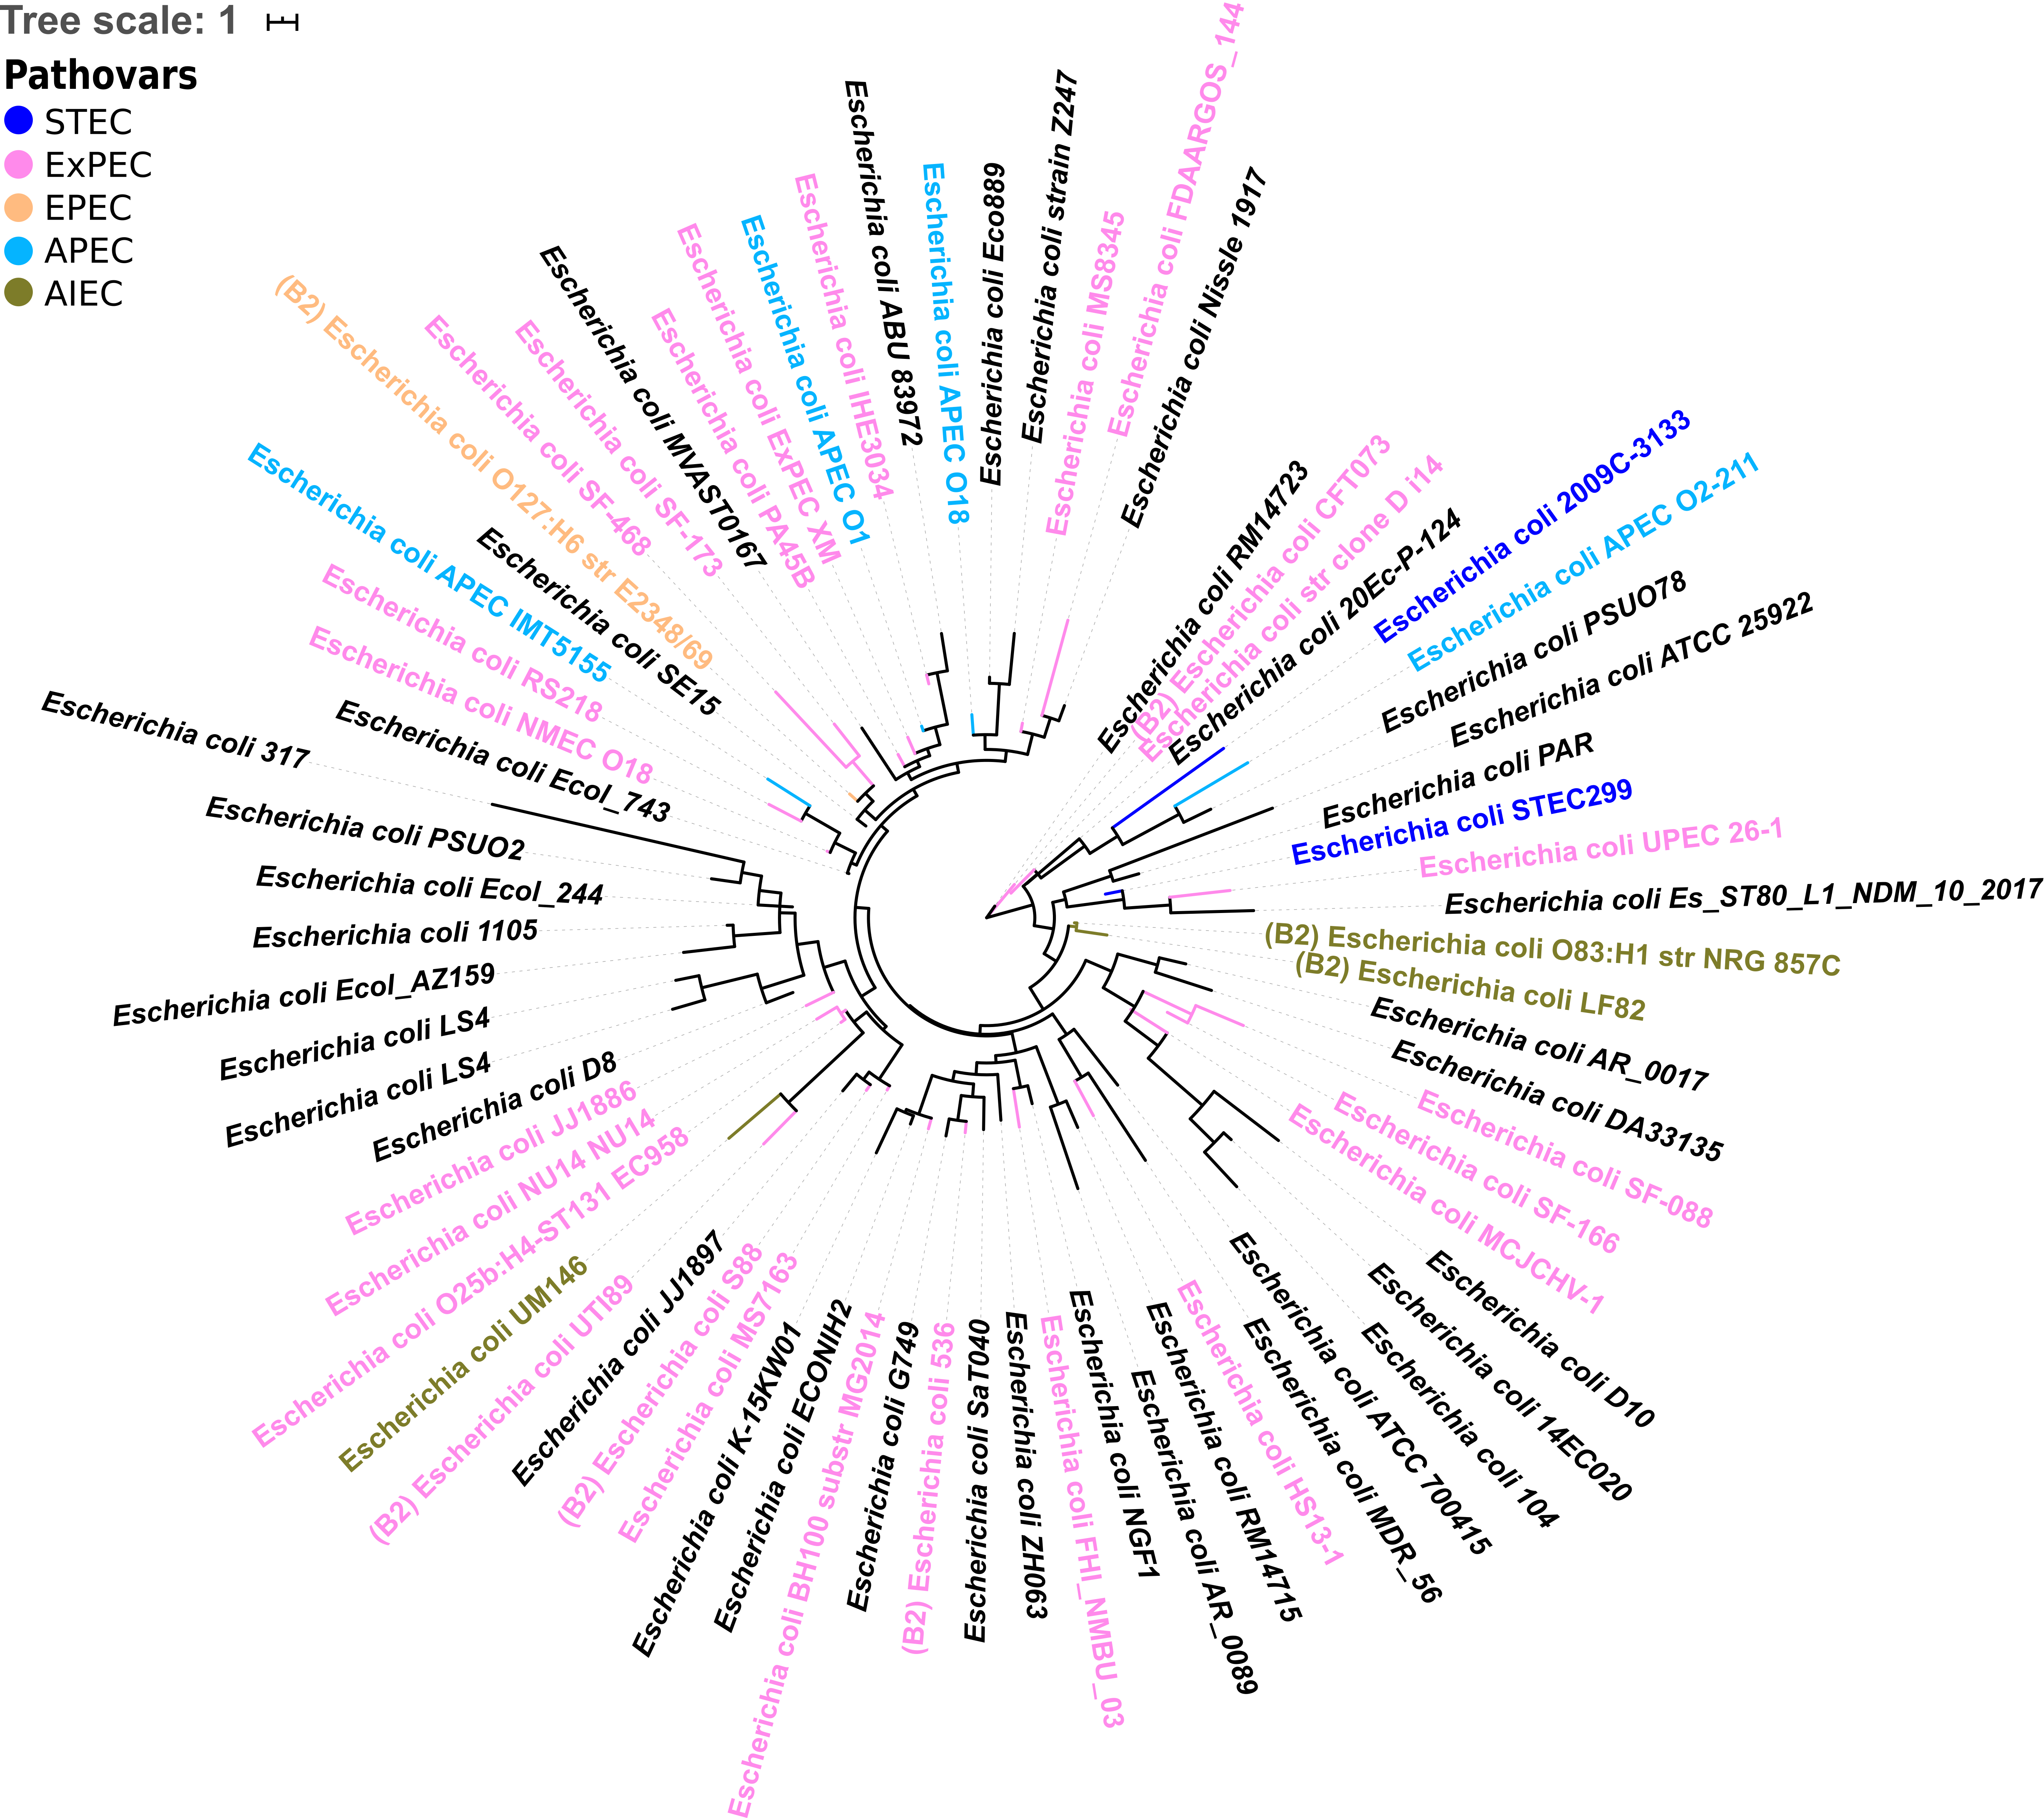 Tree scale: 1
Pathovars
STEC
ExPEC
EPEC
APEC
AIEC
Escherichia coli RM14723
(B2) Escherichia coli CFT073
Escherichia coli str clone D i14
Escherichia coli 20Ec-P-124
Escherichia coli 2009C-3133
Escherichia coli APEC O2-211
Escherichia coli PSUO78
Escherichia coli ATCC 25922
Escherichia coli PAR
Escherichia coli STEC299
Escherichia coli UPEC 26-1
Escherichia coli Es_ST80_L1_NDM_10_2017
(B2) Escherichia coli O83:H1 str NRG 857C
(B2) Escherichia coli LF82
Escherichia coli AR_0017
Escherichia coli DA33135
Escherichia coli SF-088
Escherichia coli SF-166
Escherichia coli MCJCHV-1
Escherichia coli D10
Escherichia coli 14EC020
Escherichia coli 104
Escherichia coli ATCC 700415
Escherichia coli MDR_56
Escherichia coli HS13-1
Escherichia coli RM14715
Escherichia coli AR_0089
Escherichia coli NGF1
Escherichia coli FHI_NMBU_03
Escherichia coli ZH063
Escherichia coli SaT040
(B2) Escherichia coli 536
Escherichia coli G749
Escherichia coli BH100 substr MG2014
Escherichia coli ECONIH2
Escherichia coli K-15KW01
Escherichia coli MS7163
(B2) Escherichia coli S88
Escherichia coli JJ1897
(B2) Escherichia coli UTI89
Escherichia coli UM146
Escherichia coli O25b:H4-ST131 EC958
Escherichia coli NU14 NU14
Escherichia coli JJ1886
Escherichia coli D8
Escherichia coli LS4
Escherichia coli LS4
Escherichia coli Ecol_AZ159
Escherichia coli 1105
Escherichia coli Ecol_244
Escherichia coli PSUO2
Escherichia coli 317
Escherichia coli Ecol_743
Escherichia coli NMEC O18
Escherichia coli RS218
Escherichia coli APEC IMT5155
Escherichia coli SE15
(B2) Escherichia coli O127:H6 str E2348/69
Escherichia coli SF-468
Escherichia coli SF-173
Escherichia coli MVAST0167
Escherichia coli PA45B
Escherichia coli ExPEC XM
Escherichia coli APEC O1
Escherichia coli IHE3034
Escherichia coli ABU 83972
Escherichia coli APEC O18
Escherichia coli Eco889
Escherichia coli strain Z247
Escherichia coli MS8345
Escherichia coli FDAARGOS_144
Escherichia coli Nissle 1917